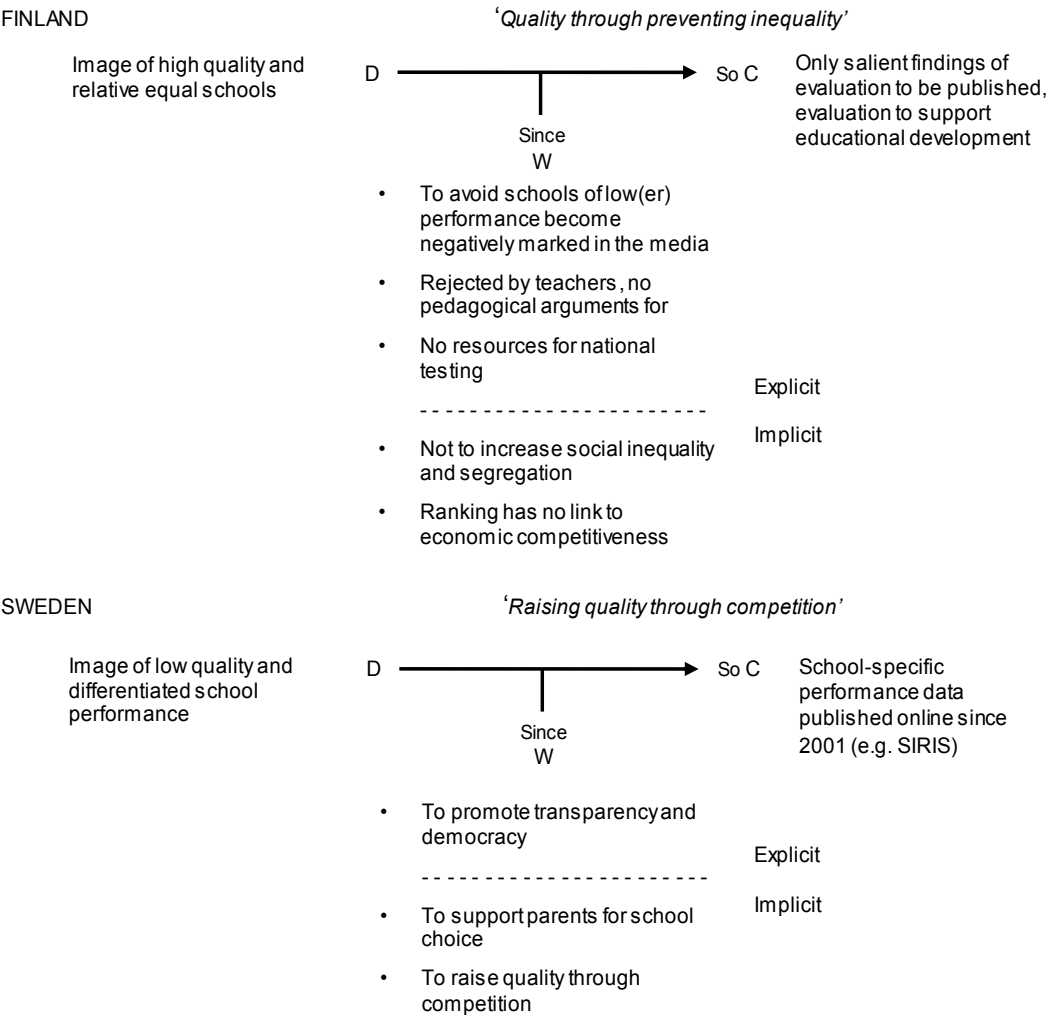 FINLAND
‘Quality through preventing inequality’
Image of high quality and
relative equal schools
D
So C
Only salient findings of
evaluation to be published,
evaluation to support
educational development
Since
W
• To avoid schools of low(er)
performance become
negatively marked in the media
• Rejected by teachers, no
pedagogical arguments for
• No resources for national
testing
Explicit
- - - - - - - - - - - - - - - - - - - - - - -
Implicit
• Not to increase social inequality
and segregation
• Ranking has no link to
economic competitiveness
SWEDEN
‘Raising quality through competition’
Image of low quality and
differentiated school
performance
D
So C
School-specific
performance data
published online since
2001 (e.g. SIRIS)
Since
W
• To promote transparency and
democracy
Explicit
- - - - - - - - - - - - - - - - - - - - - - -
Implicit
• To support parents for school
choice
• To raise quality through
competition